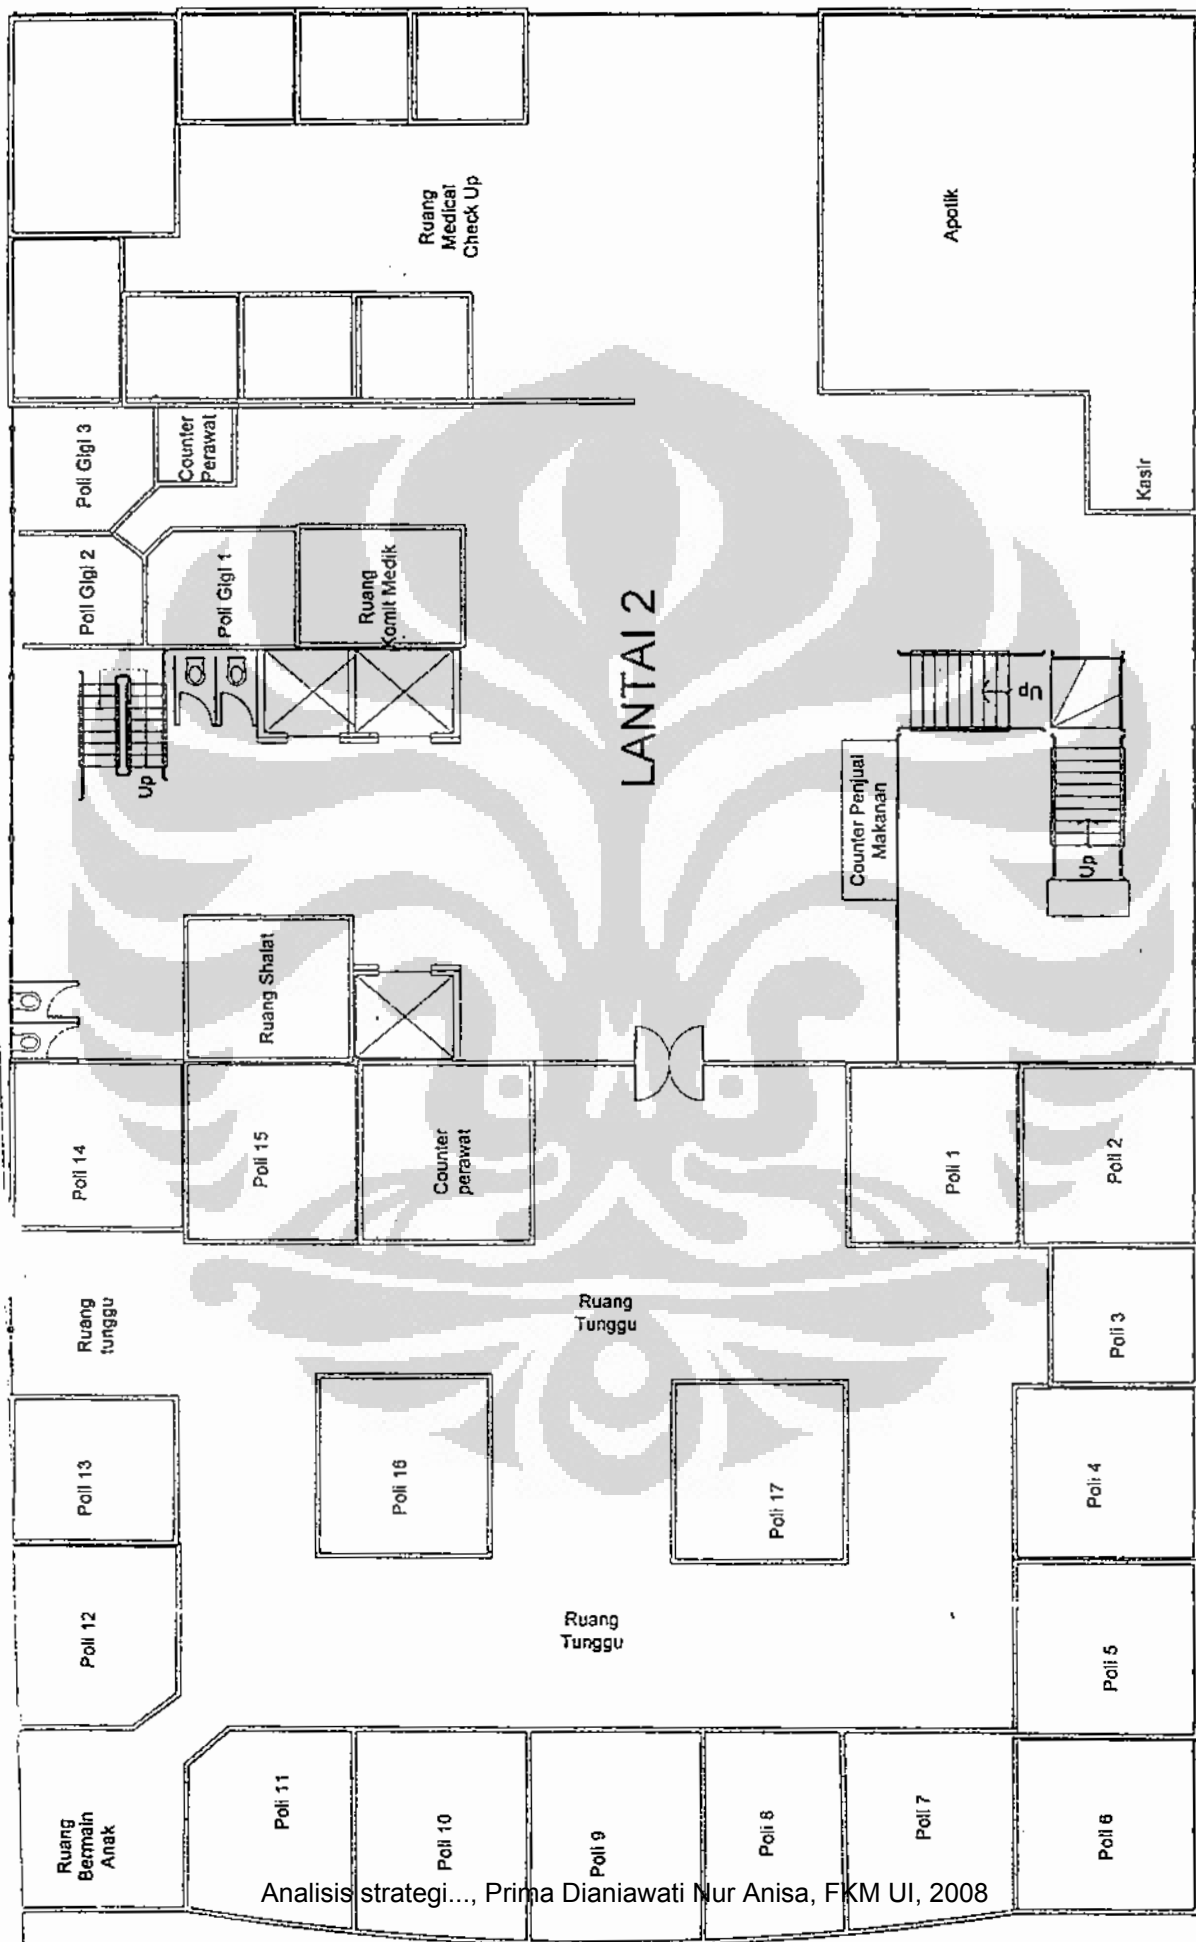 Ruang
Medical
Check Up
Apotik
Poli Gigi 3
Counter
Perawat
Kasir
Poli Gigi 2
Poli Gigi 1
Ruang
Komit Medik
LANTAI 2
Up
Up
Counter Penjual
Makanan
Up
Ruang Shalat
Poli 14
Poli 15
Counter
perawat
Poli 1
Poli 2
Ruang
tunggu
Ruang
Tunggu
Poli 3
Poli 13
Poli 16
Poli 17
Poli 4
Poli 12
Ruang
Tunggu
Poli 5
Ruang
Bermain
Anak
Poli 11
Poli 10
Poli 9
Poli 8
Poli 7
Poli 6
Analisis strategi..., Prima Dianiawati Nur Anisa, FKM UI, 2008